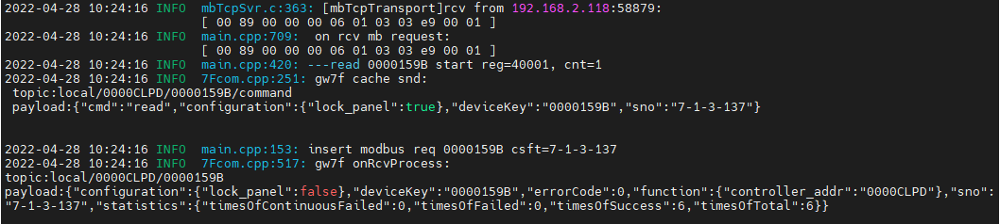 2022-04-28 10:24:16 INFO  mbTcpSvr.c:363: [mbTcpTransport]rcv from 192.168.2.118:58879:
[ 00 89 00 00 00 06 01 03 03 e9 00 01 ]
2022-04-28 10:24:16 INFO  main.cpp:709:  on rcv mb request:
[ 00 89 00 00 00 06 01 03 03 e9 00 01 ]
2022-04-28 10:24:16 INFO  main.cpp:420: ---read 0000159B start reg=40001, cnt=1
2022-04-28 10:24:16 INFO  7Fcom.cpp:251: gw7f cache snd:
topic:local/0000CLPD/0000159B/command
payload:{"cmd":"read","configuration":{"lock_panel":true},"deviceKey":"0000159B","sno":"7-1-3-137"}
2022-04-28 10:24:16 INFO  main.cpp:153: insert modbus req 0000159B csft=7-1-3-137
2022-04-28 10:24:16 INFO  7Fcom.cpp:517: gw7f onRcvProcess:
topic:local/0000CLPD/0000159B
payload:{"configuration":{"lock_panel":false},"deviceKey":"0000159B","errorCode":0,"function":{"controller_addr":"0000CLPD"},"sno":
"7-1-3-137","statistics":{"timesOfContinuousFailed":0,"timesOfFailed":0,"timesOfSuccess":6,"timesOfTotal":6}}